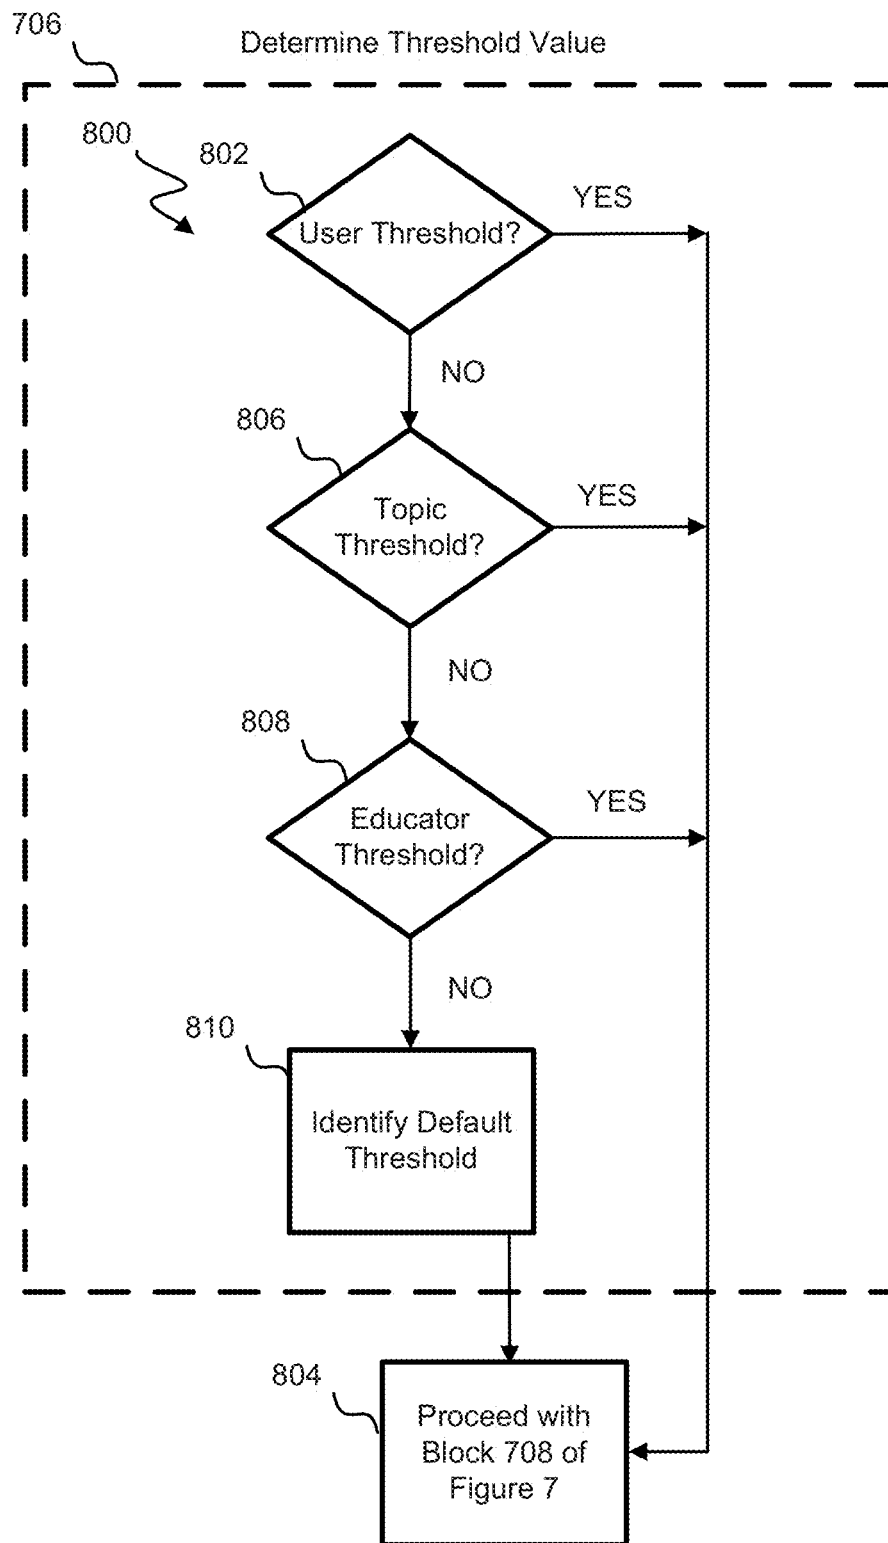 706
Determine Threshold Value
800
802
User Threshold?
YES
NO
806
Topic
Threshold?
YES
NO
808
Educator
Threshold?
YES
NO
810
Identify Default
Threshold
804
Proceed with
Block 708 of
Figure 7